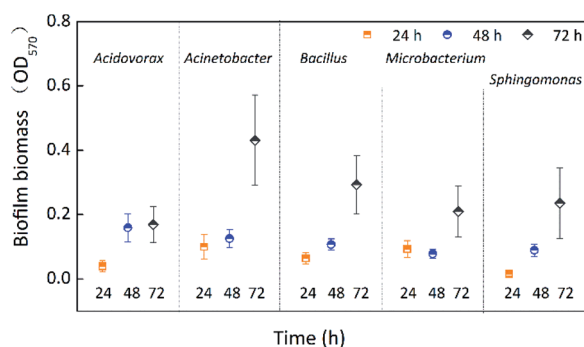 0.8
0.6
0.4
0.2
0.0
Biofilm biomass （OD570）
24 h 48 h 72 h
Acidovorax Acinetobacter Bacillus Microbacterium
Sphingomonas
24 48 72 24 48 72 24 48 72 24 48 72 24 48 72
Time (h)